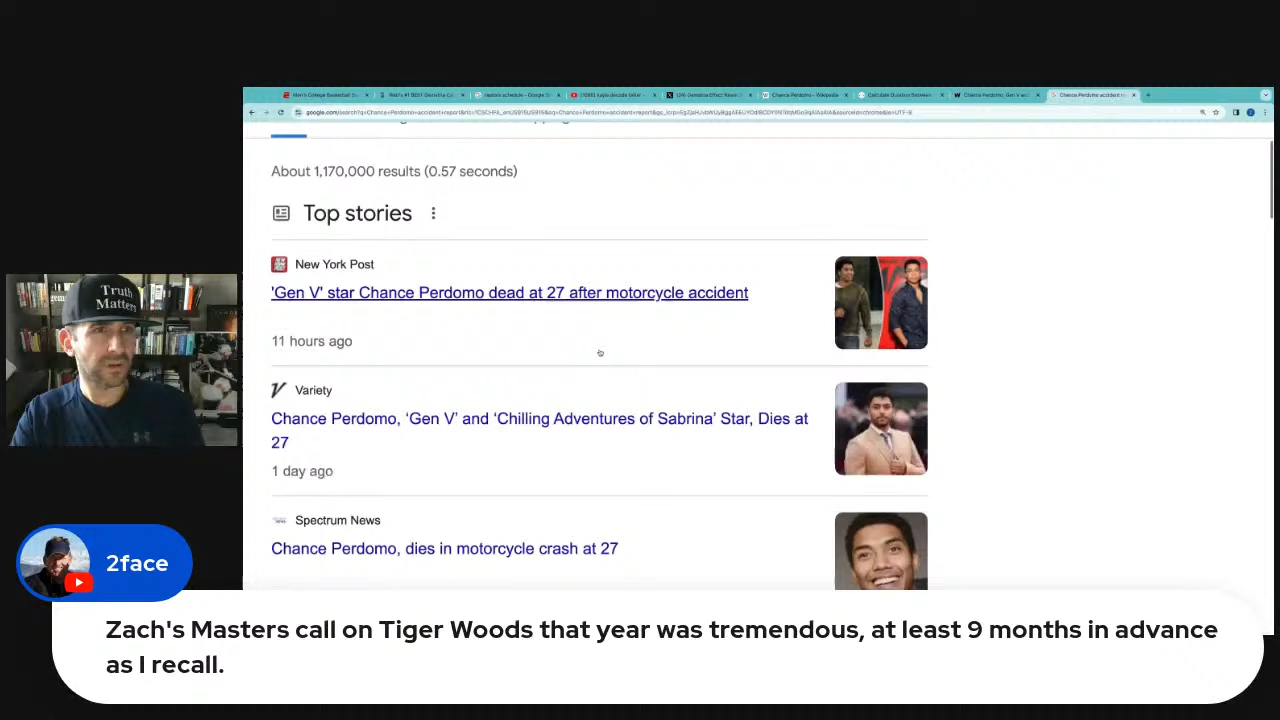 About 1,170,000 results (0.57 seconds)
Top stories
New York Post
'Gen V' star Chance Perdomo dead at 27 after motorcycle accident
11 hours ago
Variety
Chance Perdomo, ‘Gen V’ and ‘Chilling Adventures of Sabrina’ Star, Dies at
27
1 day ago
Spectrum News
Chance Perdomo, dies in motorcycle crash at 27
Truth
Matters
2face
Zach's Masters call on Tiger Woods that year was tremendous, at least 9 months in advance
as I recall.